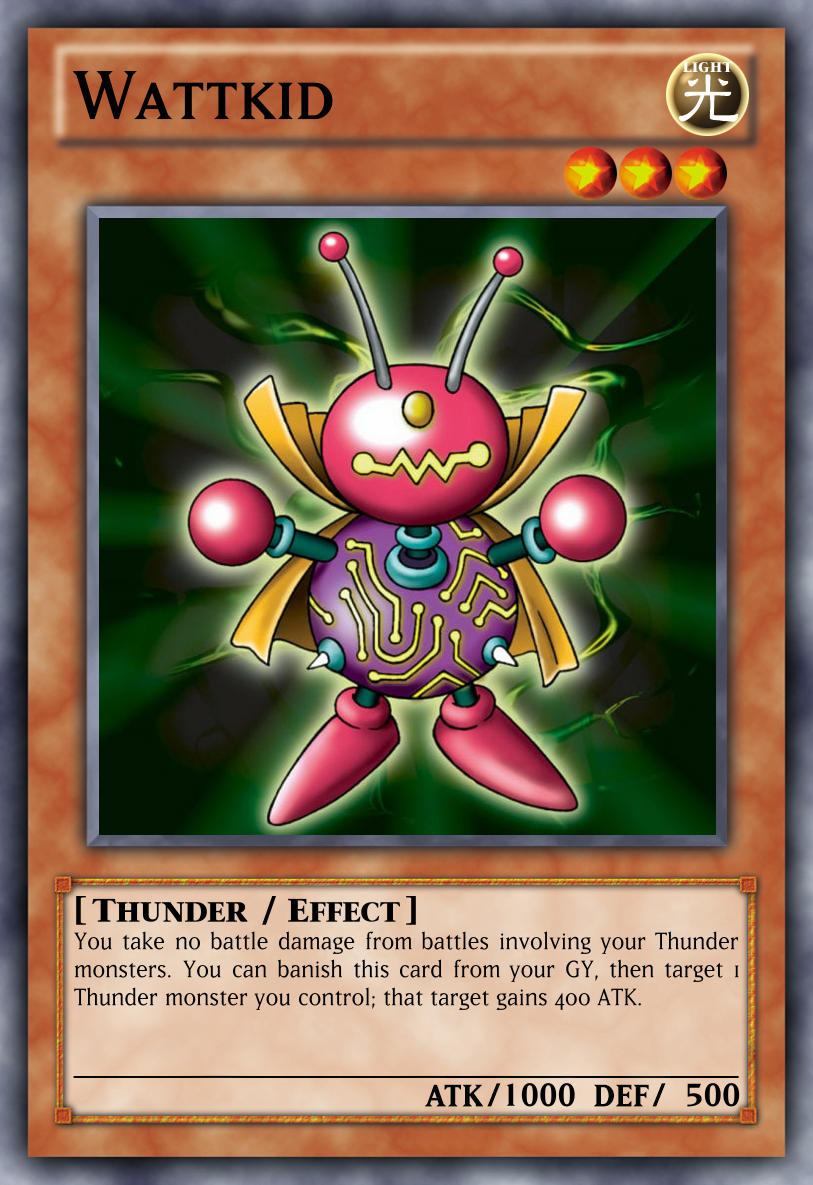 Wattkid
LIGHT
光
[ Thunder / Effect ]
You take no battle damage from battles involving your Thunder
monsters. You can banish this card from your GY, then target 1
Thunder monster you control; that target gains 400 ATK.
ATK/1000 DEF/ 500